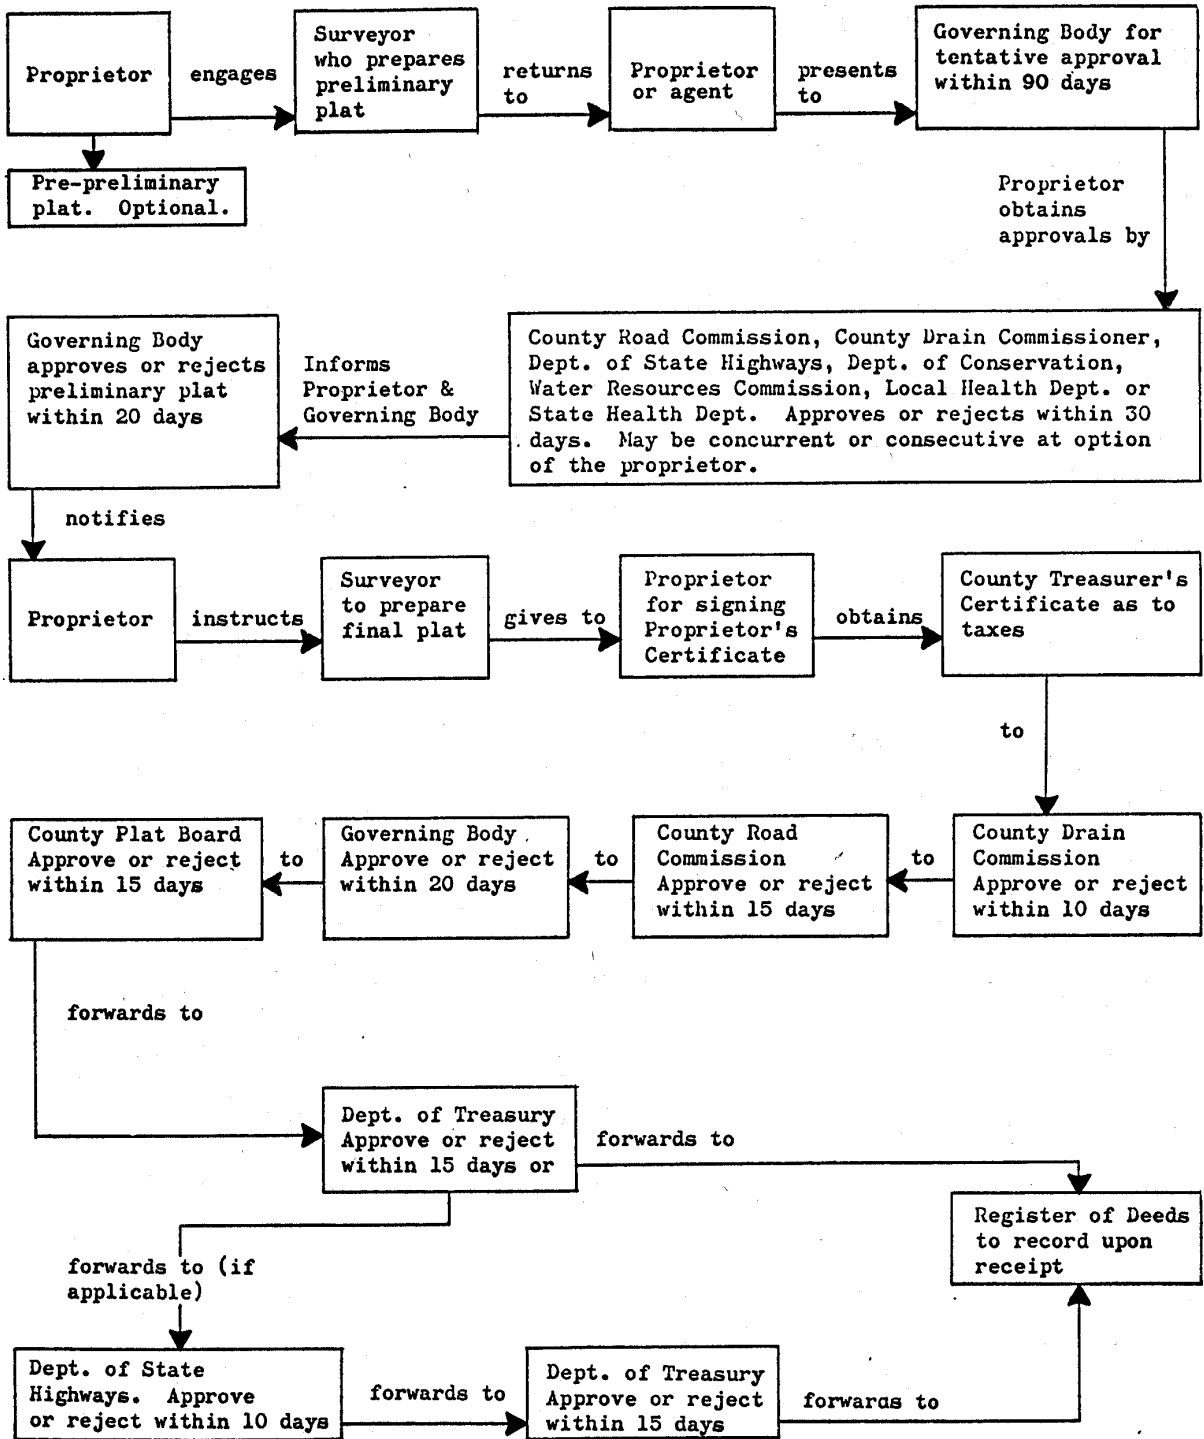 Proprietor
engages
Surveyor
who prepares
preliminary
plat
returns
to
Proprietor
or agent
presents
to
Governing Body for
tentative approval
within 90 days
Pre-preliminary
plat. Optional.
Proprietor
obtains
approvals by
County Road Commission, County Drain Commissioner,
Dept. of State Highways, Dept. of Conservation,
Water Resources Commission, Local Health Dept. or
State Health Dept. Approves or rejects within 30
days. May be concurrent or consecutive at option
of the proprietor.
Informs
Proprietor &
Governing Body
Governing Body
approves or rejects
preliminary plat
within 20 days
notifies
Proprietor
instructs
Surveyor
to prepare
final plat
gives to
Proprietor
for signing
Proprietor's
Certificate
obtains
County Treasurer's
Certificate as to
taxes
to
County Drain
Commission
Approve or reject
within 10 days
to
County Road
Commission
Approve or reject
within 15 days
to
Governing Body
Approve or reject
within 20 days
to
County Plat Board
Approve or reject
within 15 days
forwards to
Dept. of Treasury
Approve or reject
within 15 days or
forwards to
Register of Deeds
to record upon
receipt
forwards to (if
applicable)
Dept. of State
Highways. Approve
or reject within 10 days
forwards to
Dept. of Treasury
Approve or reject
within 15 days
forwards to